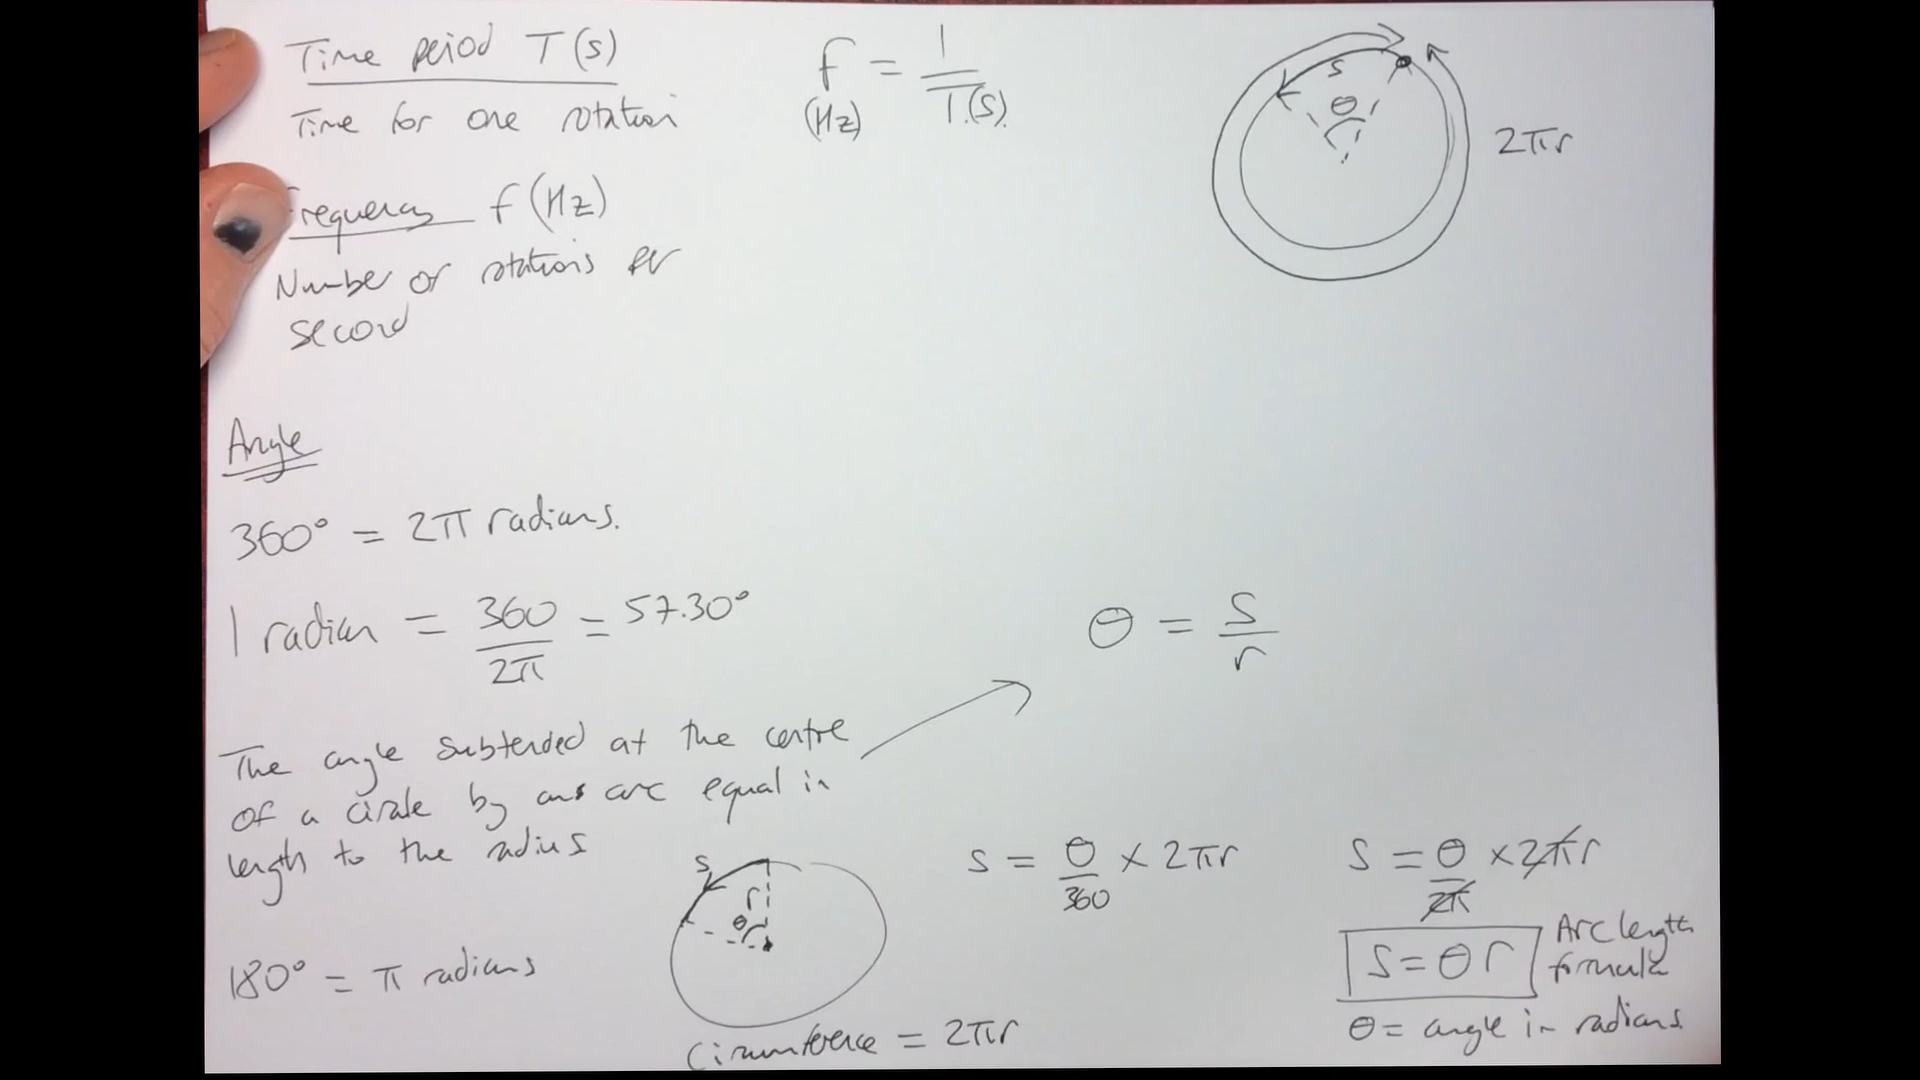 Time period T(s)
Time for one rotation
f = 1/T(s)
(Hz)
Frequency f (Hz)
Number of rotations per
second
s
θ
2πr
Angle
360° = 2π radians.
1 radian = 360/2π = 57.30°
θ = s/r
The angle subtended at the centre
of a circle by an arc equal in
length to the radius
s
r
θ
s = θ/360 × 2πr
s = θ/2π × 2πr
s = θ r
Arc length
formula
180° = π radians
Circumference = 2πr
θ = angle in radians.